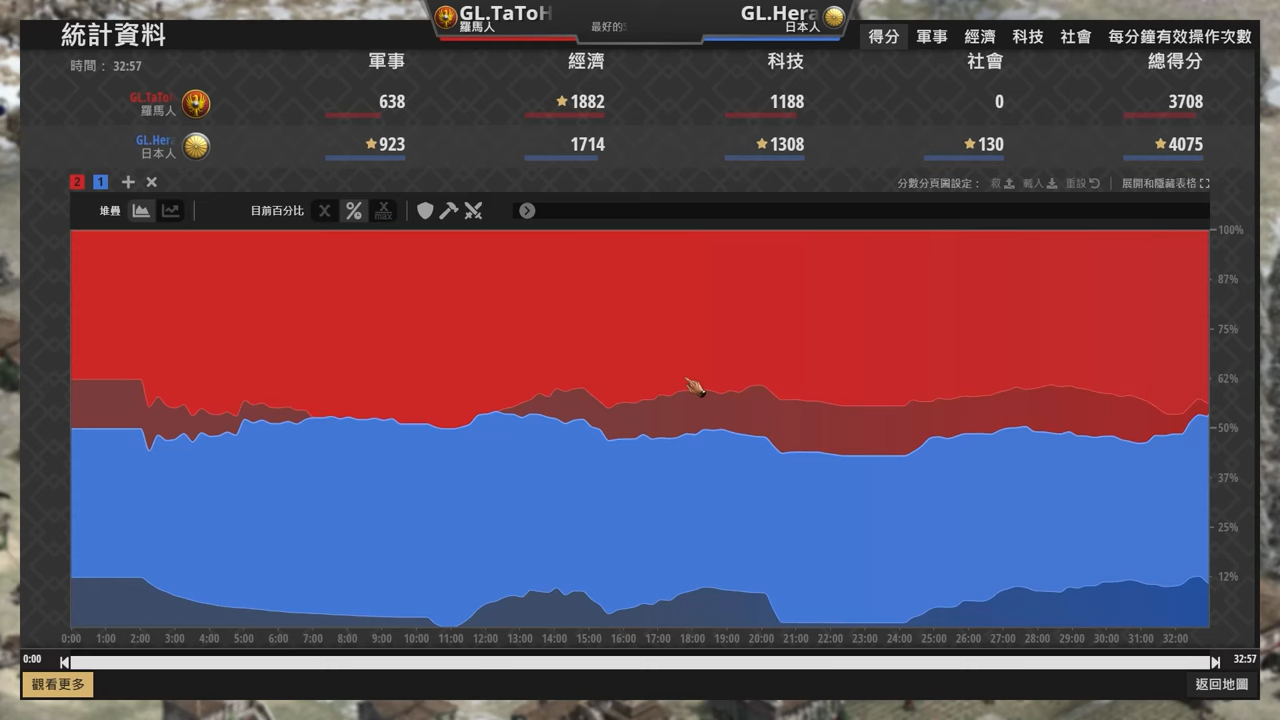 GL.TaToH
羅馬人
最好的
GL.Hera
日本人
統計資料
得分 軍事 經濟 科技 社會 每分鐘有效操作次數
時間： 32:57
軍事 經濟 科技 社會 總得分
GL.TaTo
羅馬人
638 1882 1188 0 3708
GL.Hera
日本人
923 1714 1308 130 4075
2 1
分數分頁圖設定： 載入 重設 展開和隱藏表格
堆疊 目前百分比 X % X max
100%
87%
75%
62%
50%
37%
25%
12%
0:00 1:00 2:00 3:00 4:00 5:00 6:00 7:00 8:00 9:00 10:00 11:00 12:00 13:00 14:00 15:00 16:00 17:00 18:00 19:00 20:00 21:00 22:00 23:00 24:00 25:00 26:00 27:00 28:00 29:00 30:00 31:00 32:00
0:00 32:57
觀看更多 返回地圖